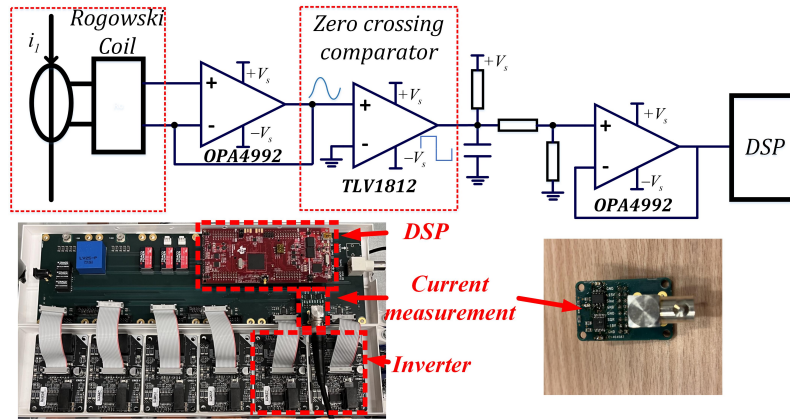 Rogowski
Coil
i1
Zero crossing
comparator
+Vs
+
-
−Vs
OPA4992
+Vs
+
-
−Vs
TLV1812
+Vs
+Vs
+
-
−Vs
OPA4992
DSP
DSP
Current
measurement
Inverter